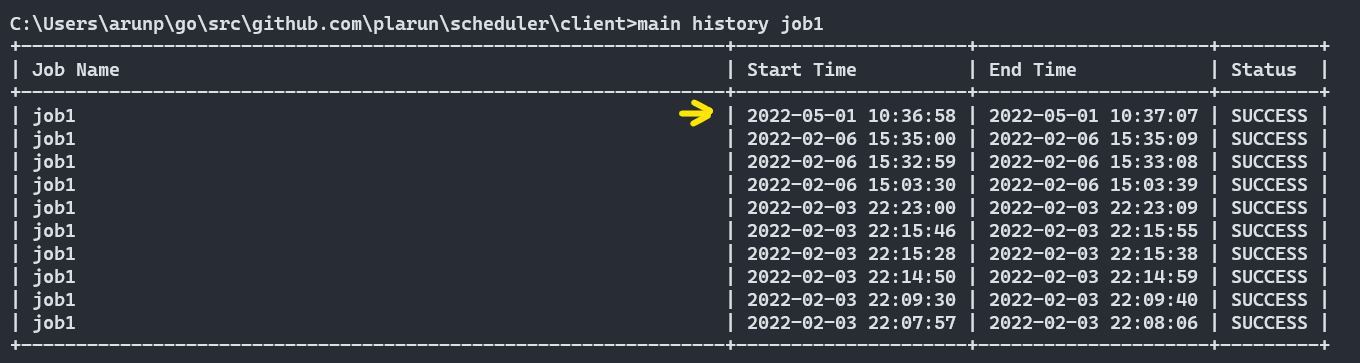 C:\Users\arunp\go\src\github.com\plarun\scheduler\client>main history job1
| Job Name | Start Time | End Time | Status |
| job1 | 2022-05-01 10:36:58 | 2022-05-01 10:37:07 | SUCCESS |
| job1 | 2022-02-06 15:35:00 | 2022-02-06 15:35:09 | SUCCESS |
| job1 | 2022-02-06 15:32:59 | 2022-02-06 15:33:08 | SUCCESS |
| job1 | 2022-02-06 15:03:30 | 2022-02-06 15:03:39 | SUCCESS |
| job1 | 2022-02-03 22:23:00 | 2022-02-03 22:23:09 | SUCCESS |
| job1 | 2022-02-03 22:15:46 | 2022-02-03 22:15:55 | SUCCESS |
| job1 | 2022-02-03 22:15:28 | 2022-02-03 22:15:38 | SUCCESS |
| job1 | 2022-02-03 22:14:50 | 2022-02-03 22:14:59 | SUCCESS |
| job1 | 2022-02-03 22:09:30 | 2022-02-03 22:09:40 | SUCCESS |
| job1 | 2022-02-03 22:07:57 | 2022-02-03 22:08:06 | SUCCESS |